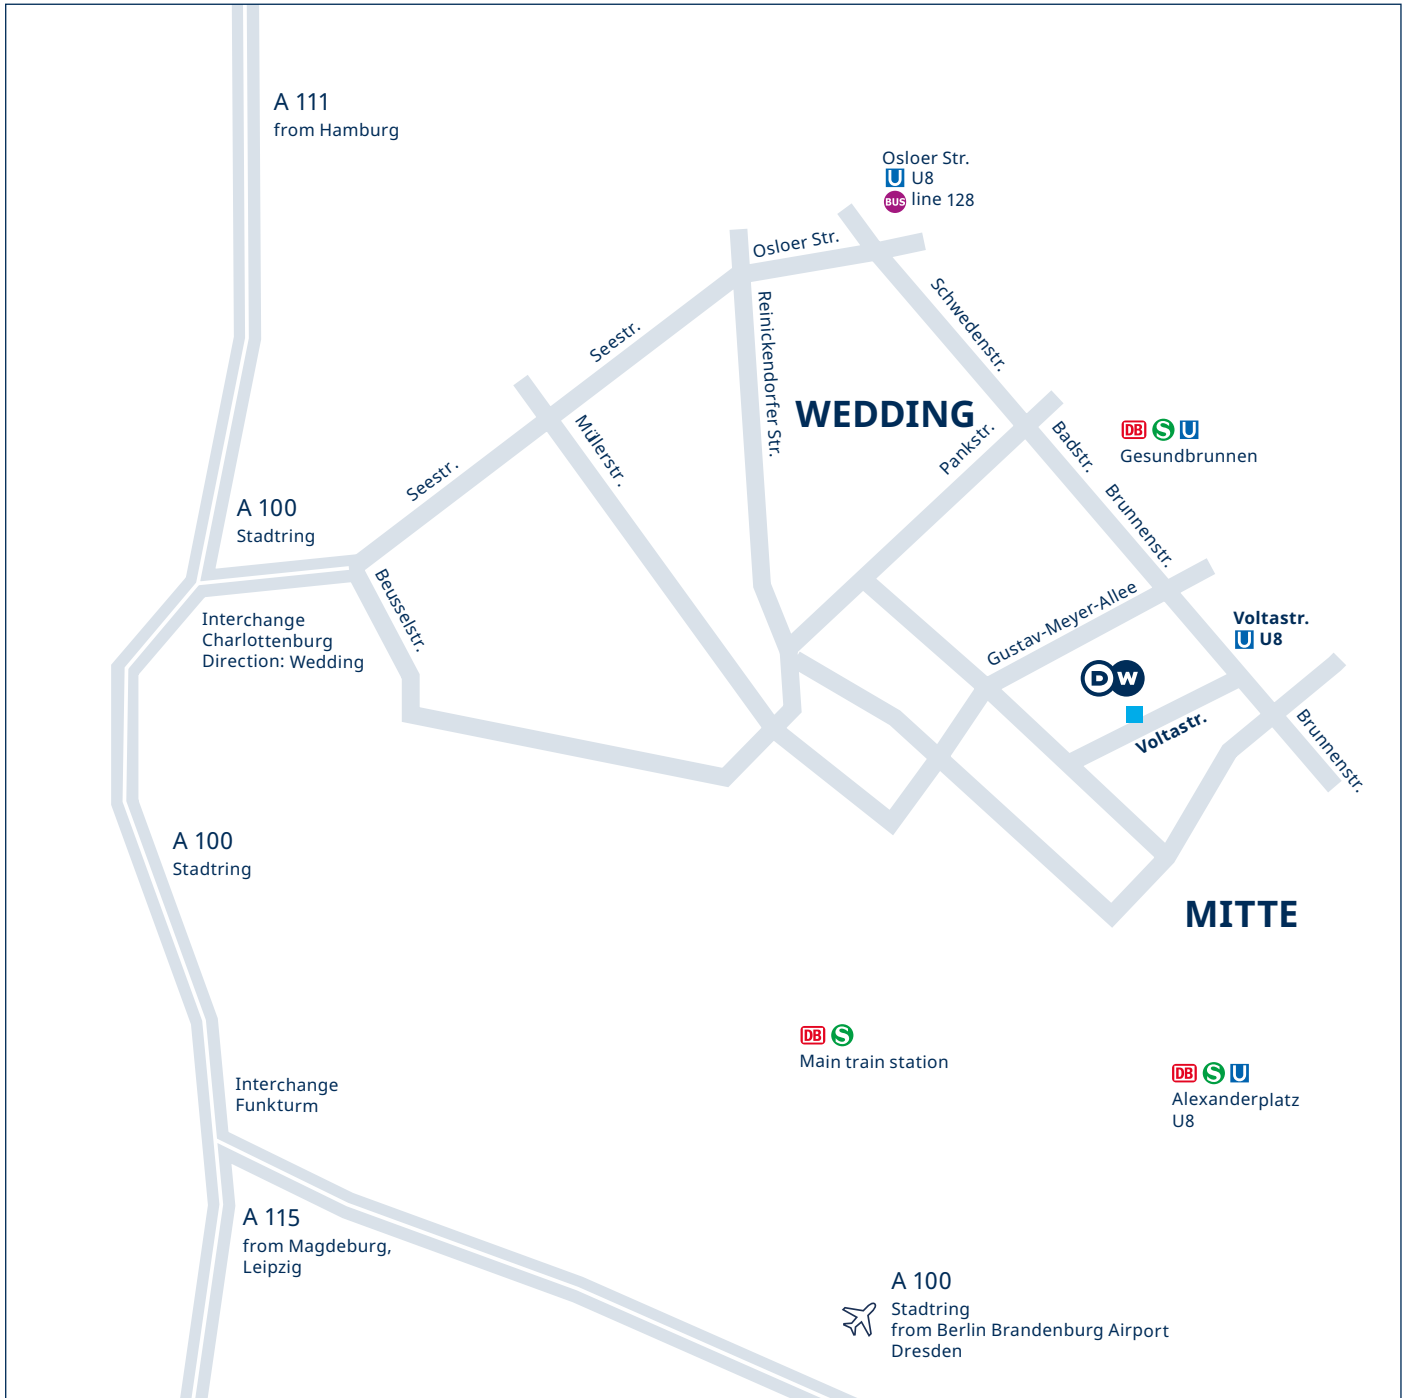 A 111
from Hamburg
Osloer Str.
U U8
BUS line 128
Osloer Str.
Schwedenstr.
Reinickendorfer Str.
Seestr.
WEDDING
Müllerstr.
Pankstr.
Badstr.
DB S U
Gesundbrunnen
Seestr.
Brunnenstr.
A 100
Stadtring
Beusselstr.
Gustav-Meyer-Allee
Interchange
Charlottenburg
Direction: Wedding
Voltastr.
U U8
DW
Voltastr.
Brunnenstr.
A 100
Stadtring
MITTE
DB S
Main train station
DB S U
Alexanderplatz
U8
Interchange
Funkturm
A 115
from Magdeburg,
Leipzig
A 100
Stadtring
from Berlin Brandenburg Airport
Dresden